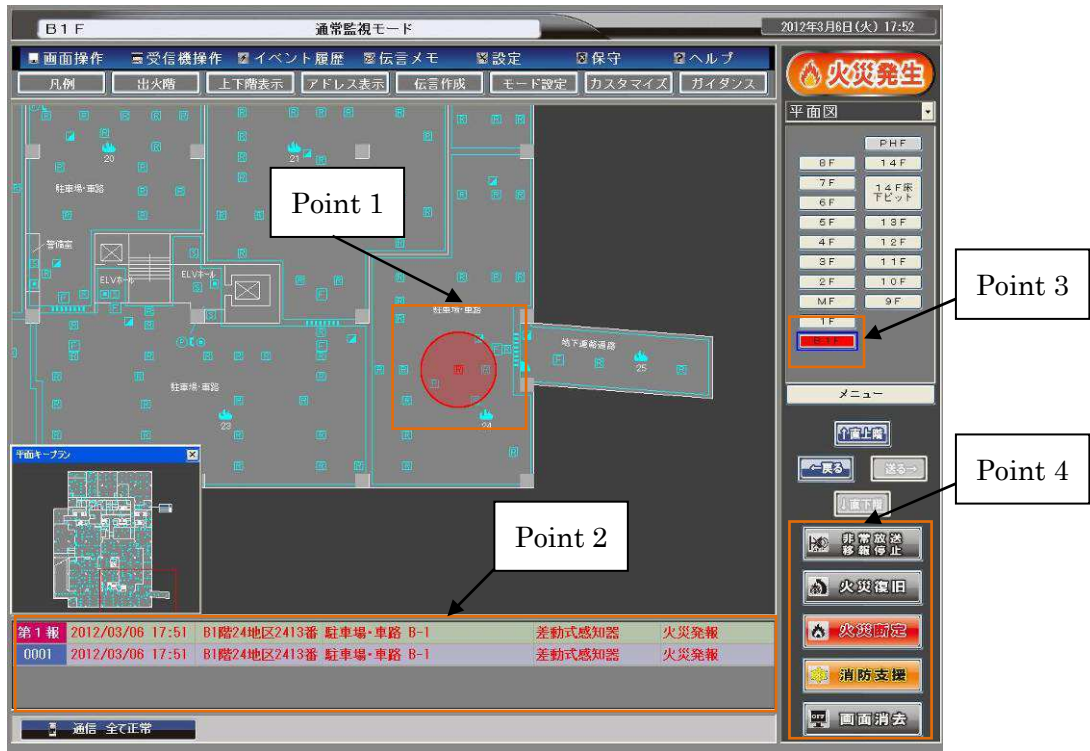 B1F
通常監視モード
2012年3月6日(火) 17:52
画面操作
受信機操作
イベント履歴
伝言メモ
設定
保守
ヘルプ
凡例
出火階
上下階表示
アドレス表示
伝言作成
モード設定
カスタマイズ
ガイダンス
火災発生
平面図
PHF
8F
14F
7F
14F床
下ピット
6F
5F
13F
4F
12F
3F
11F
2F
10F
MF
9F
1F
B1F
メニュー
↑直上階
←戻る
送る→
↓直下階
非常放送
移報停止
火災復旧
火災断定
消防支援
OFF
画面消去
Point 1
Point 2
Point 3
Point 4
20
21
駐車場・車路
警備室
ELVホール
ELVホール
駐車場・車路
地下連絡通路
25
駐車場・車路
23
24
平面キープラン
第1報 2012/03/06 17:51 B1階24地区2413番 駐車場・車路 B-1 差動式感知器 火災発報
0001 2012/03/06 17:51 B1階24地区2413番 駐車場・車路 B-1 差動式感知器 火災発報
通信 全て正常